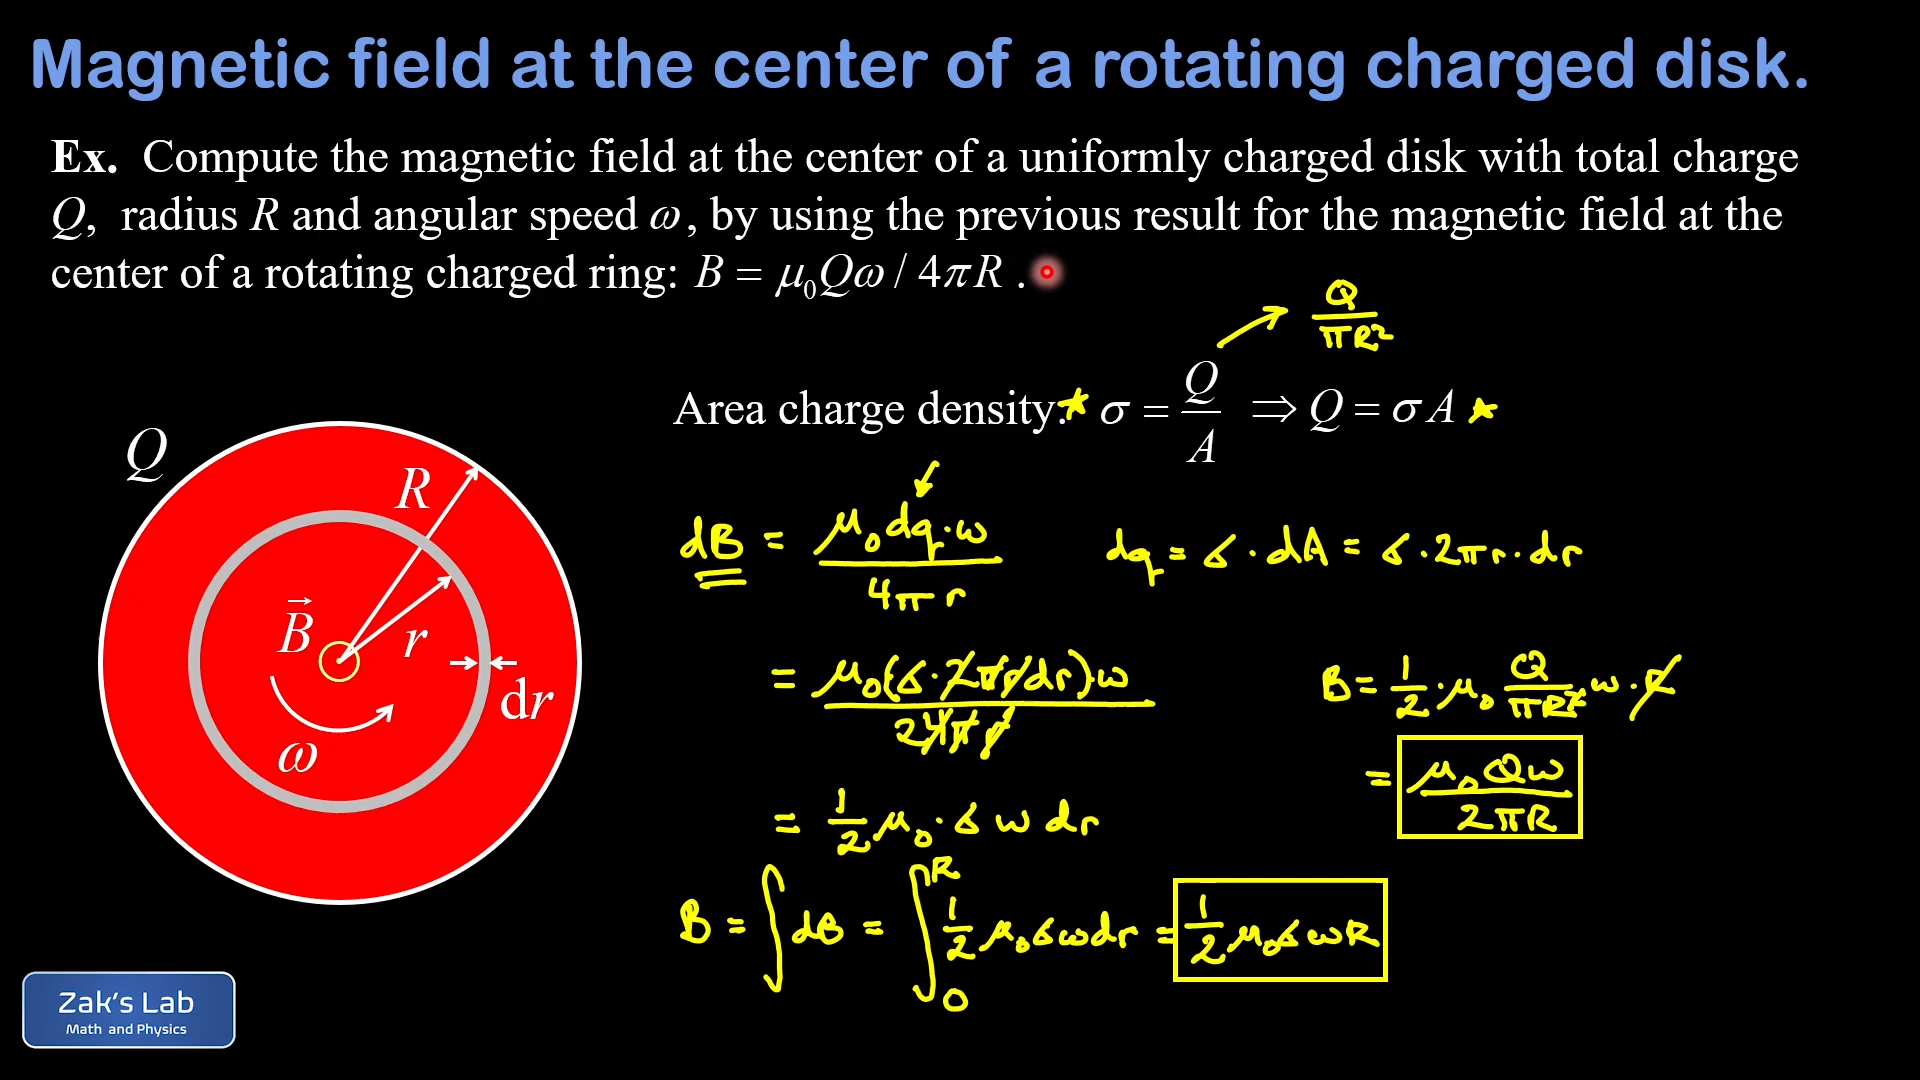 Magnetic field at the center of a rotating charged disk.
Ex. Compute the magnetic field at the center of a uniformly charged disk with total charge
Q, radius R and angular speed ω, by using the previous result for the magnetic field at the
center of a rotating charged ring: B = μ₀Qω / 4πR .
Q/πR²
Area charge density: * σ = Q/A ⇒ Q = σ A *
Q
R
B⃗
r
dr
ω
dB = μ₀dq·ω / 4πr
dq = σ · dA = σ · 2πr · dr
= μ₀(σ · 2πr dr)·ω / 2 4πr
= 1/2 μ₀ · σ ω dr
B = ∫ dB = ∫₀ᴿ 1/2 μ₀σωdr = 1/2 μ₀σωR
B = 1/2 · μ₀ Q/πR² ω · R
= μ₀Qω / 2πR
Zak's Lab
Math and Physics